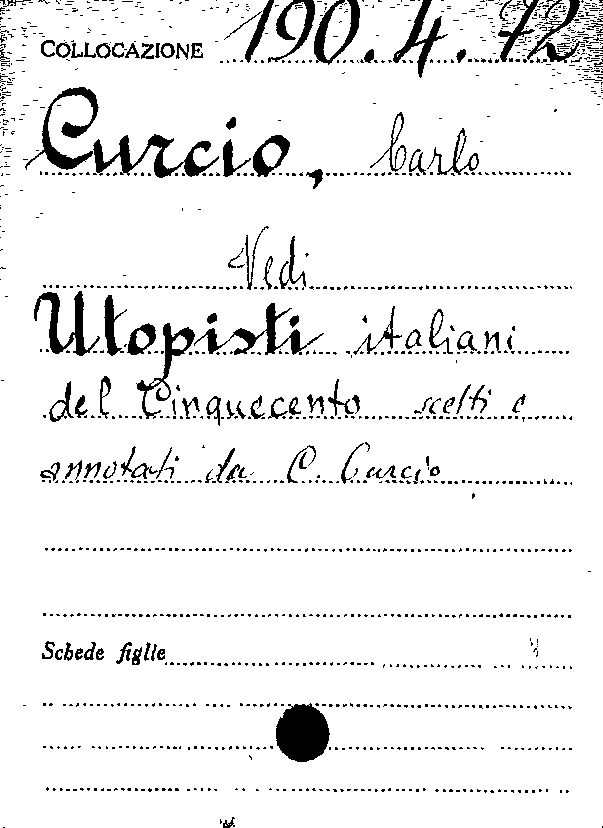 COLLOCAZIONE 190.4.72
Curcio, Carlo
Vedi
Utopisti italiani
del Cinquecento scelti e
annotati da C. Curcio
Schede figlie